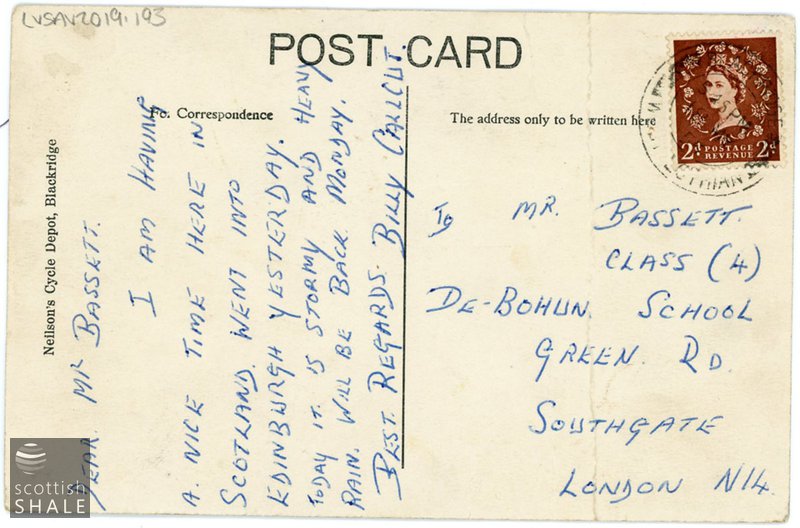 LVSAV2019.193
POST CARD
For Correspondence
The address only to be written here
Neilson's Cycle Depot, Blackridge
DEAR. MR BASSETT.
I AM HAVING
A. NICE TIME HERE IN
SCOTLAND. WENT INTO
EDINBURGH YESTERDAY.
TODAY IT IS STORMY AND HEAVY
RAIN. WILL BE BACK MONDAY.
BEST. REGARDS. BILLY CALLCUT.
To MR. BASSETT.
CLASS (4)
DE-BOHUN. SCHOOL
GREEN. RD.
SOUTHGATE
LONDON N14.
2d POSTAGE 2d
REVENUE
LOTHIAN
scottish
SHALE